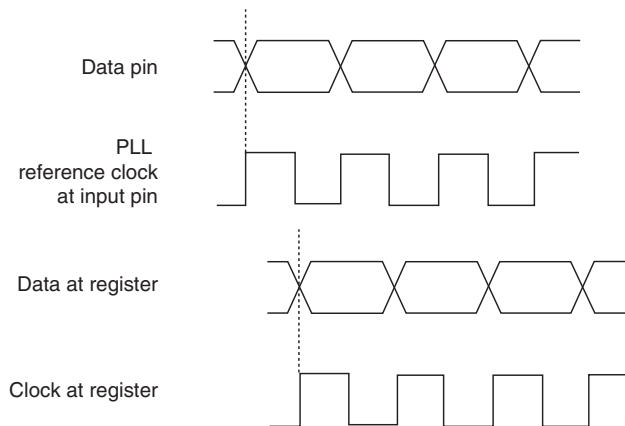 Data pin
PLL
reference clock
at input pin
Data at register
Clock at register